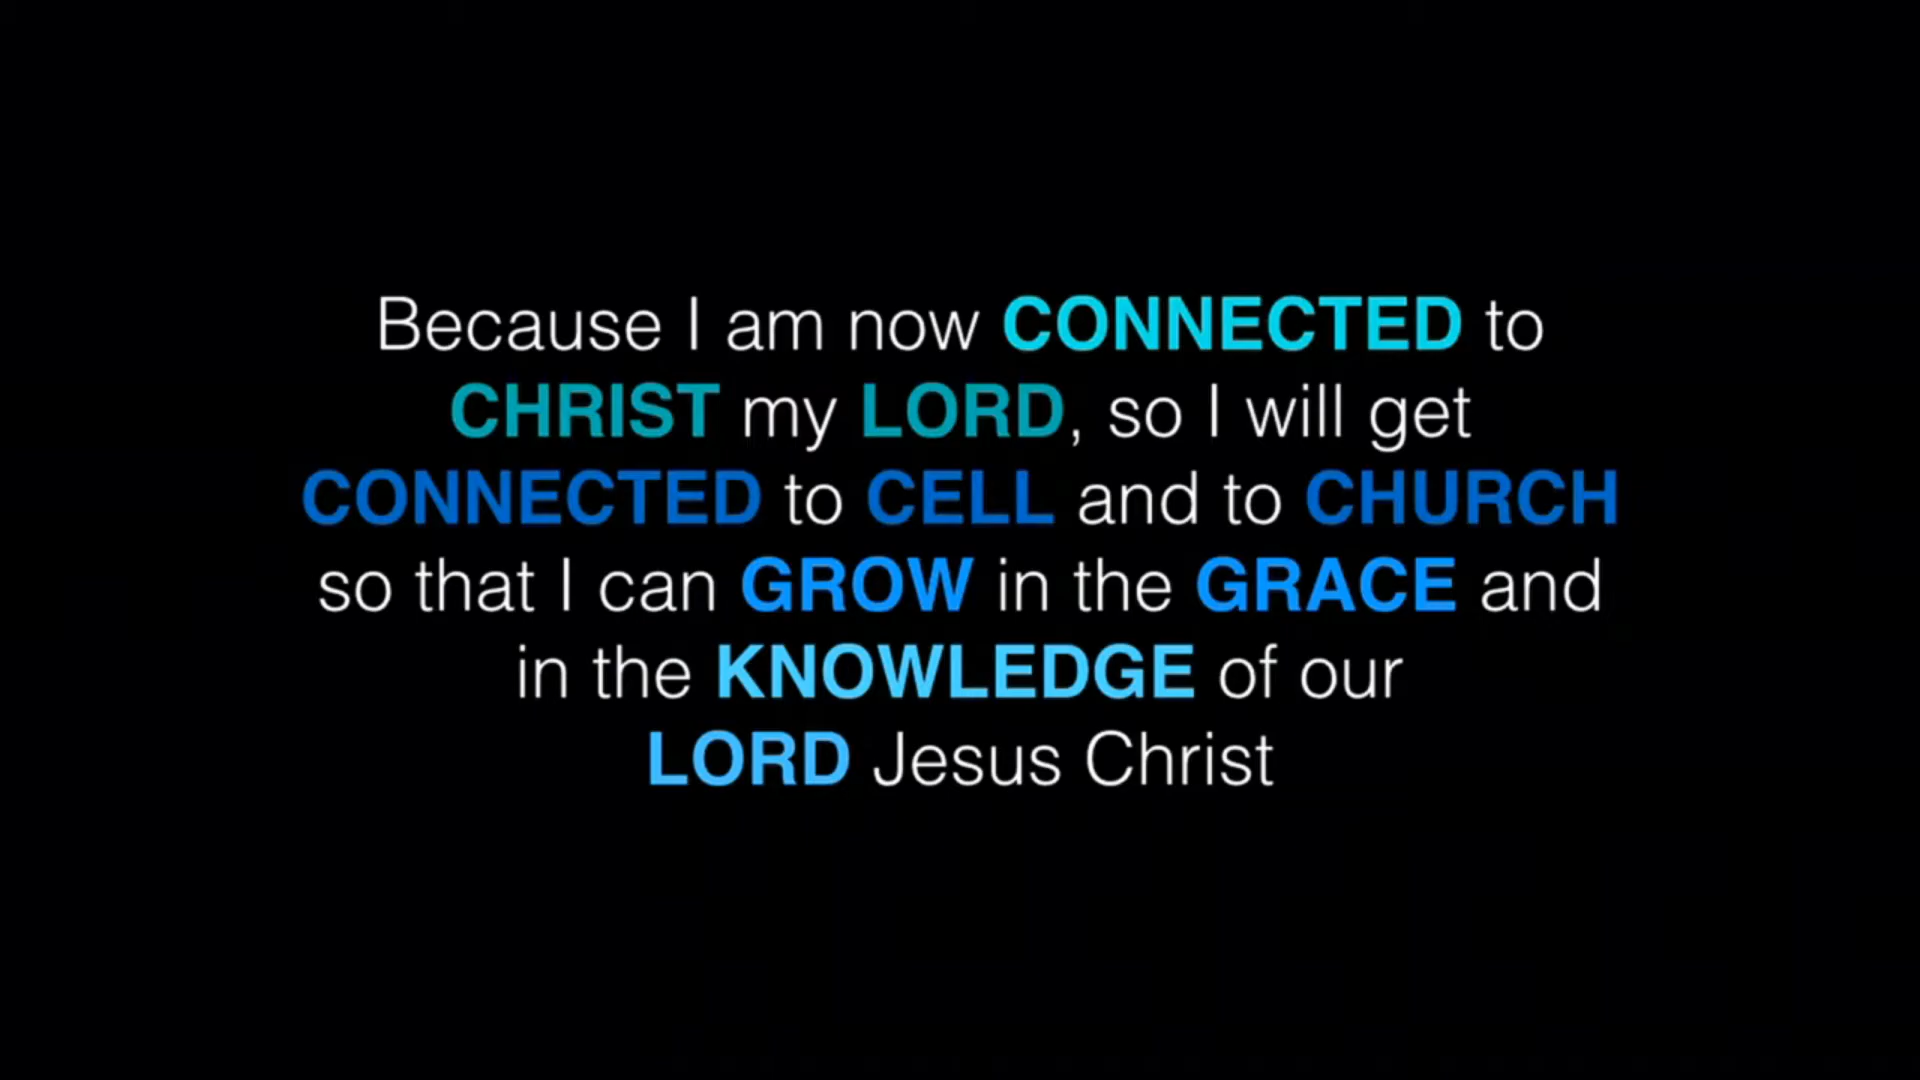 Because I am now CONNECTED to
CHRIST my LORD, so I will get
CONNECTED to CELL and to CHURCH
so that I can GROW in the GRACE and
in the KNOWLEDGE of our
LORD Jesus Christ